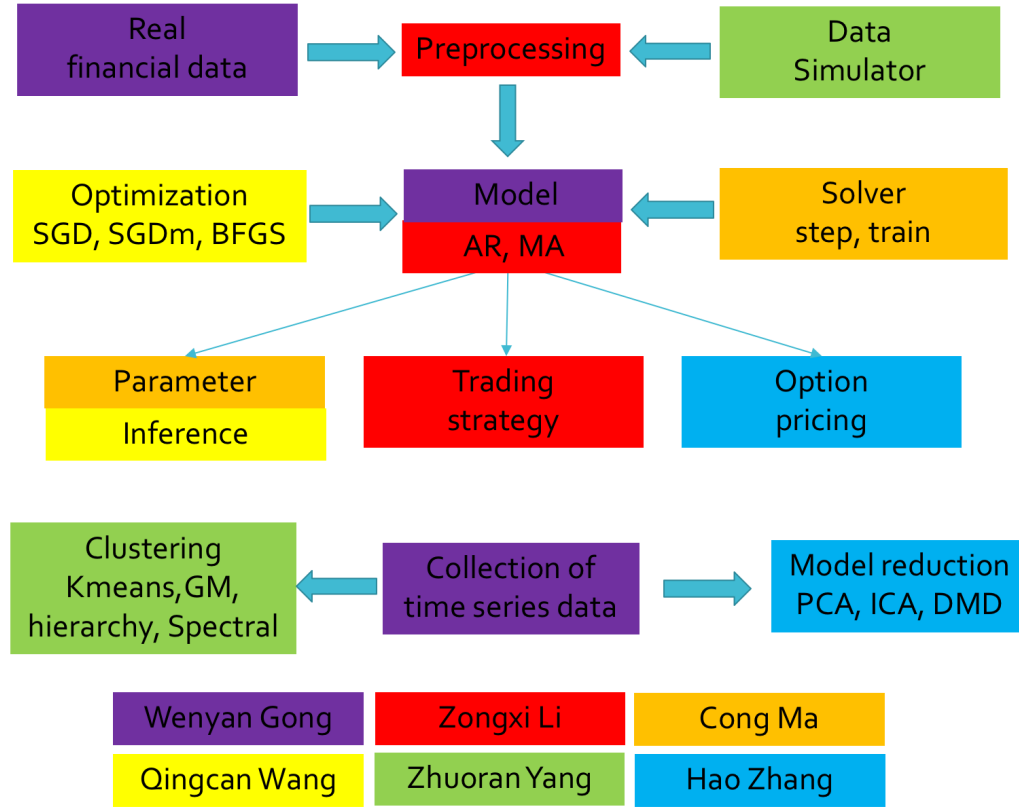 Real
financial data
Preprocessing
Data
Simulator
Optimization
SGD, SGDm, BFGS
Model
AR, MA
Solver
step, train
Parameter
Inference
Trading
strategy
Option
pricing
Clustering
Kmeans,GM,
hierarchy, Spectral
Collection of
time series data
Model reduction
PCA, ICA, DMD
Wenyan Gong
Zongxi Li
Cong Ma
Qingcan Wang
Zhuoran Yang
Hao Zhang